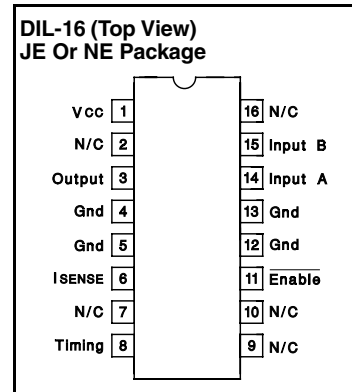 DIL-16 (Top View)
JE Or NE Package
Vcc 1 16 N/C
N/C 2 15 Input B
Output 3 14 Input A
Gnd 4 13 Gnd
Gnd 5 12 Gnd
ISENSE 6 11 Enable
N/C 7 10 N/C
Timing 8 9 N/C